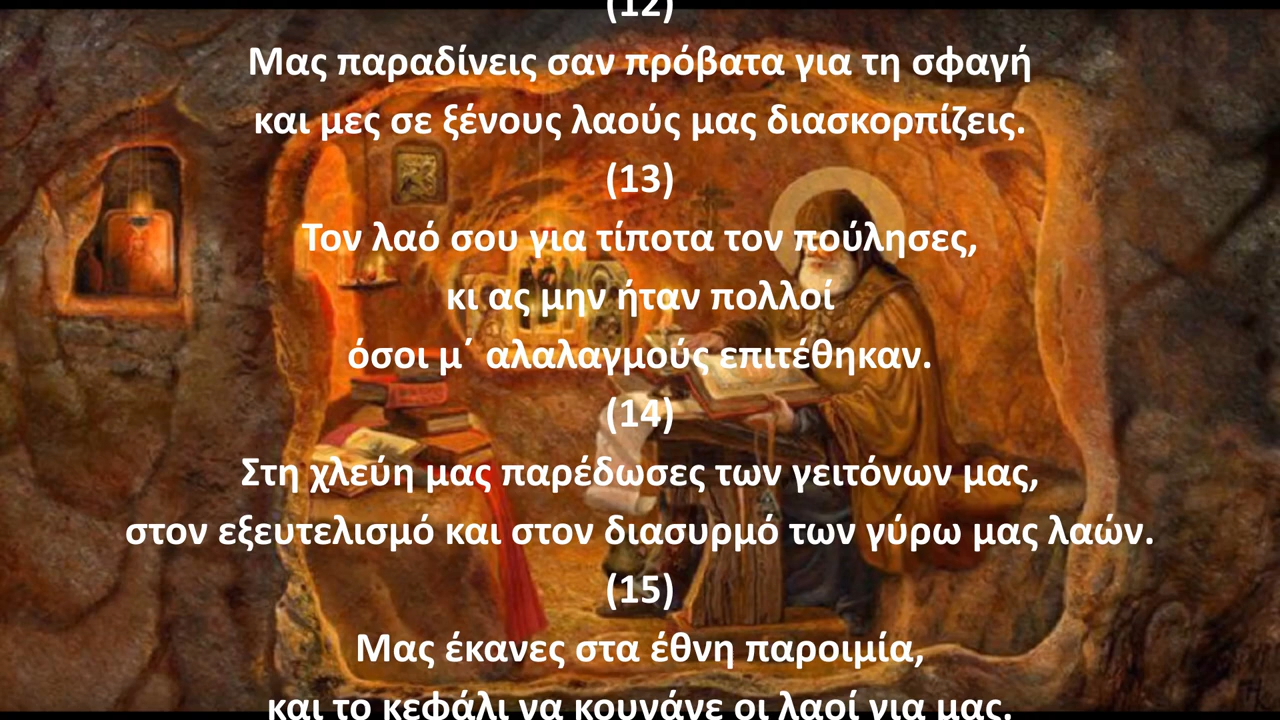 (12)
Μας παραδίνεις σαν πρόβατα για τη σφαγή
και μες σε ξένους λαούς μας διασκορπίζεις.
(13)
Τον λαό σου για τίποτα τον πούλησες,
κι ας μην ήταν πολλοί
όσοι μ΄ αλαλαγμούς επιτέθηκαν.
(14)
Στη χλεύη μας παρέδωσες των γειτόνων μας,
στον εξευτελισμό και στον διασυρμό των γύρω μας λαών.
(15)
Μας έκανες στα έθνη παροιμία,
και το κεφάλι να κουνάνε οι λαοί για μας.